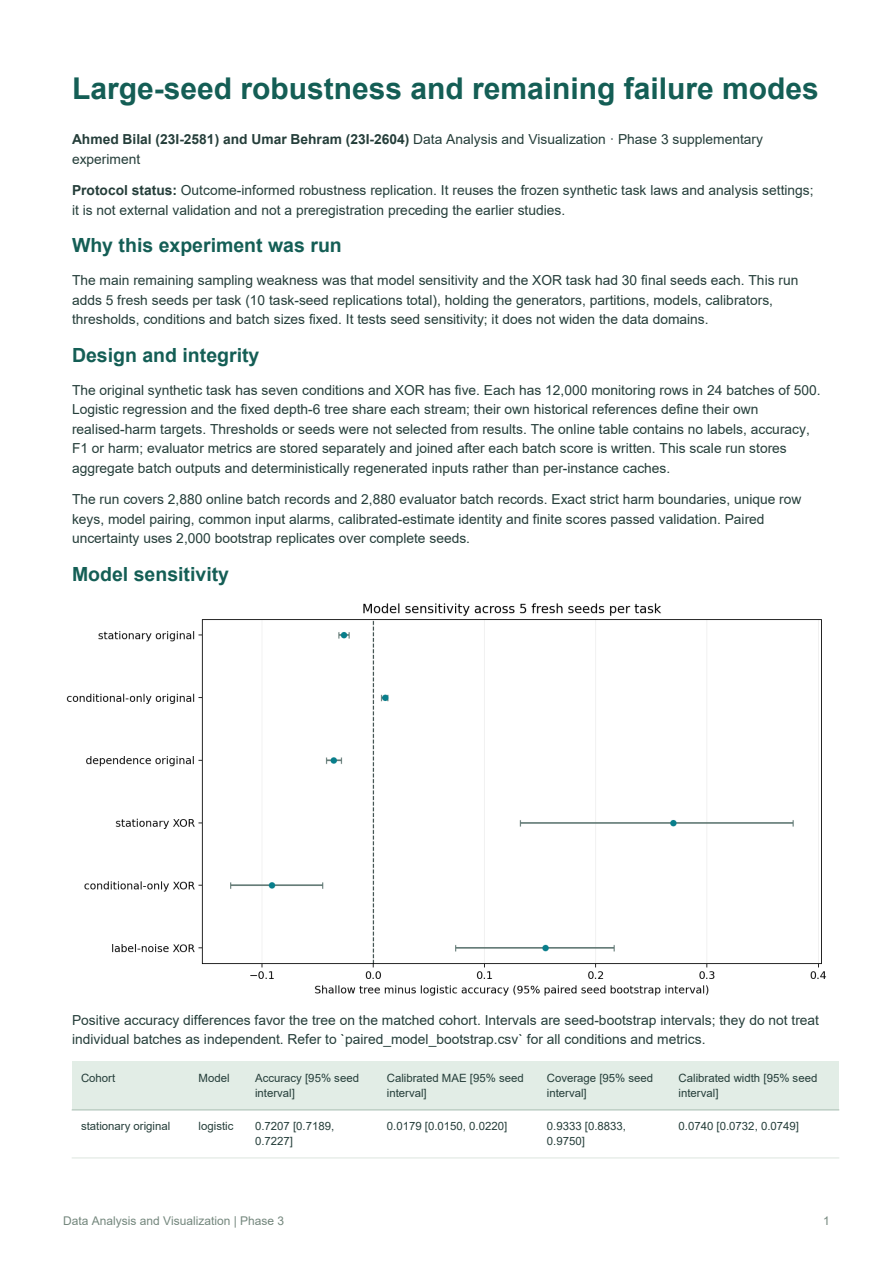 Large-seed robustness and remaining failure modes
Ahmed Bilal (23I-2581) and Umar Behram (23I-2604) Data Analysis and Visualization · Phase 3 supplementary
experiment
Protocol status: Outcome-informed robustness replication. It reuses the frozen synthetic task laws and analysis settings;
it is not external validation and not a preregistration preceding the earlier studies.
Why this experiment was run
The main remaining sampling weakness was that model sensitivity and the XOR task had 30 final seeds each. This run
adds 5 fresh seeds per task (10 task-seed replications total), holding the generators, partitions, models, calibrators,
thresholds, conditions and batch sizes fixed. It tests seed sensitivity; it does not widen the data domains.
Design and integrity
The original synthetic task has seven conditions and XOR has five. Each has 12,000 monitoring rows in 24 batches of 500.
Logistic regression and the fixed depth-6 tree share each stream; their own historical references define their own
realised-harm targets. Thresholds or seeds were not selected from results. The online table contains no labels, accuracy,
F1 or harm; evaluator metrics are stored separately and joined after each batch score is written. This scale run stores
aggregate batch outputs and deterministically regenerated inputs rather than per-instance caches.
The run covers 2,880 online batch records and 2,880 evaluator batch records. Exact strict harm boundaries, unique row
keys, model pairing, common input alarms, calibrated-estimate identity and finite scores passed validation. Paired
uncertainty uses 2,000 bootstrap replicates over complete seeds.
Model sensitivity
Model sensitivity across 5 fresh seeds per task
stationary original
conditional-only original
dependence original
stationary XOR
conditional-only XOR
label-noise XOR
−0.1 0.0 0.1 0.2 0.3 0.4
Shallow tree minus logistic accuracy (95% paired seed bootstrap interval)
Positive accuracy differences favor the tree on the matched cohort. Intervals are seed-bootstrap intervals; they do not treat
individual batches as independent. Refer to `paired_model_bootstrap.csv` for all conditions and metrics.
Cohort Model Accuracy [95% seed Calibrated MAE [95% seed Coverage [95% seed Calibrated width [95% seed
interval] interval] interval] interval]
stationary original logistic 0.7207 [0.7189, 0.0179 [0.0150, 0.0220] 0.9333 [0.8833, 0.0740 [0.0732, 0.0749]
0.7227] 0.9750]
Data Analysis and Visualization | Phase 3 1